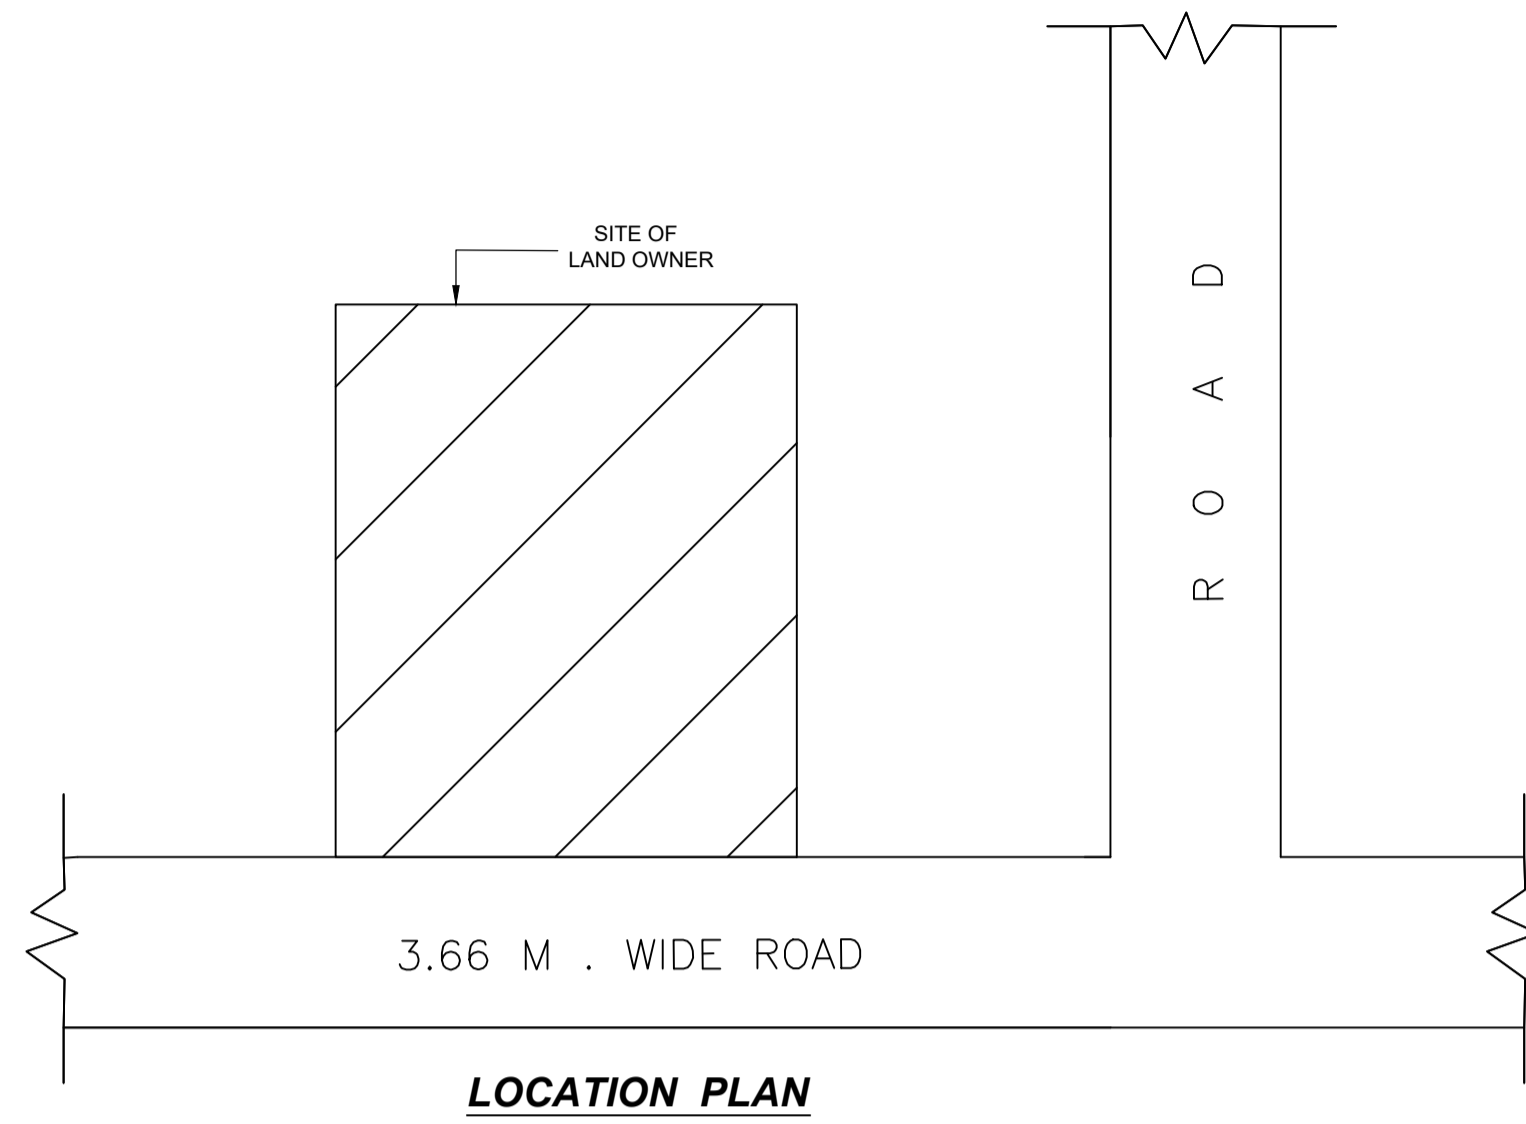 SITE OF
LAND OWNER
ROAD
3.66 M . WIDE ROAD
LOCATION PLAN